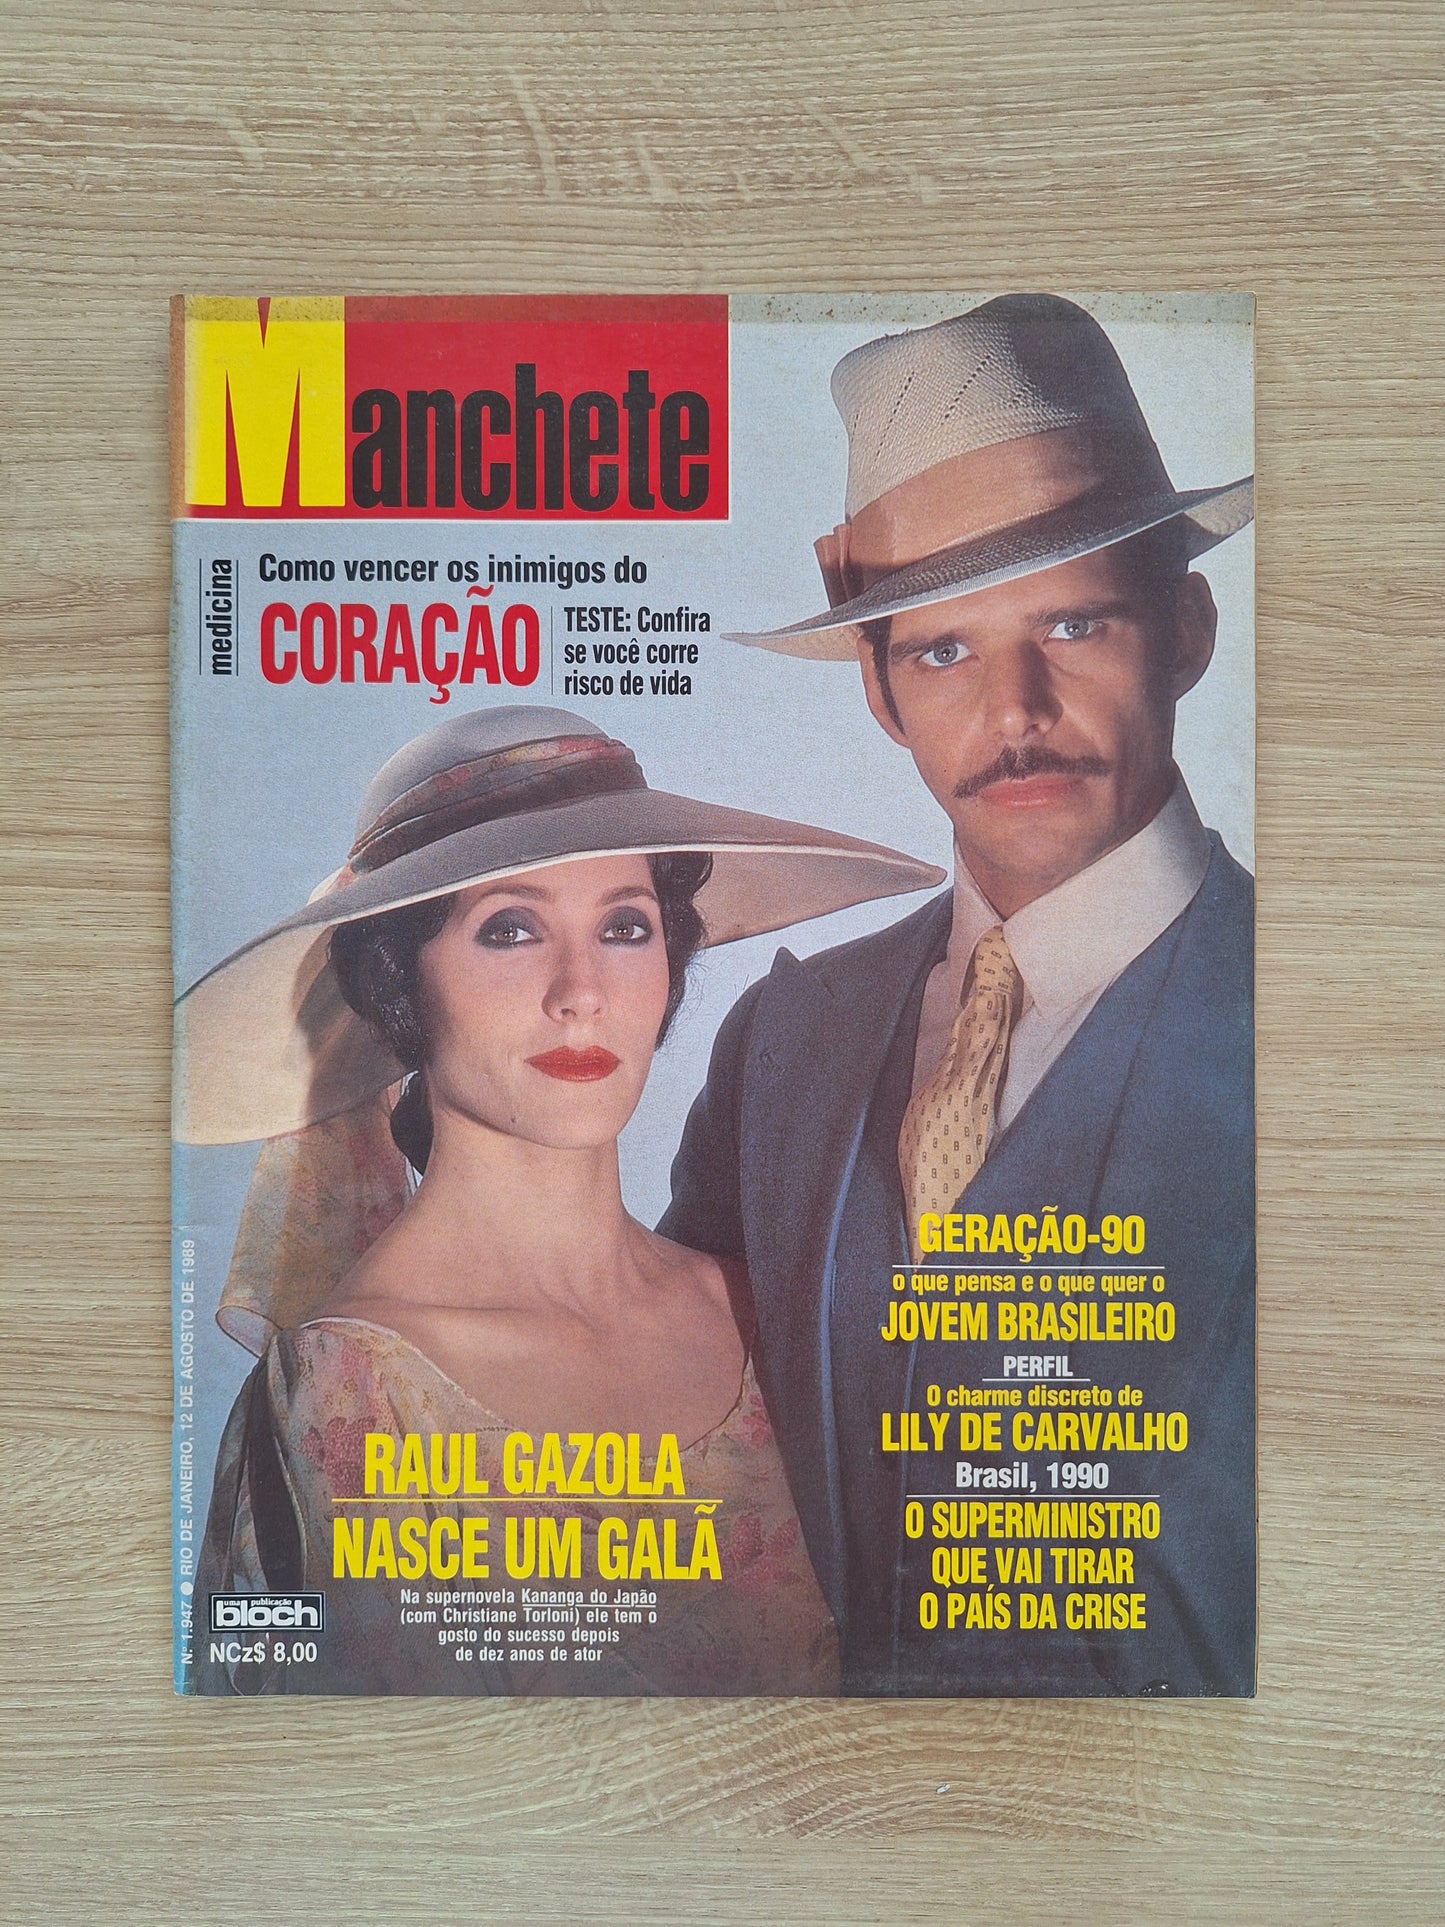 Manchete
medicina
Como vencer os inimigos do
CORAÇÃO
TESTE: Confira
se você corre
risco de vida
GERAÇÃO-90
o que pensa e o que quer o
JOVEM BRASILEIRO
PERFIL
O charme discreto de
LILY DE CARVALHO
Brasil, 1990
O SUPERMINISTRO
QUE VAI TIRAR
O PAÍS DA CRISE
RAUL GAZOLA
NASCE UM GALÃ
Na supernovela Kananga do Japão
(com Christiane Torloni) ele tem o
gosto do sucesso depois
de dez anos de ator
uma publicação
bloch
NCz$ 8,00
Nº 1.947 ● RIO DE JANEIRO, 12 DE AGOSTO DE 1989